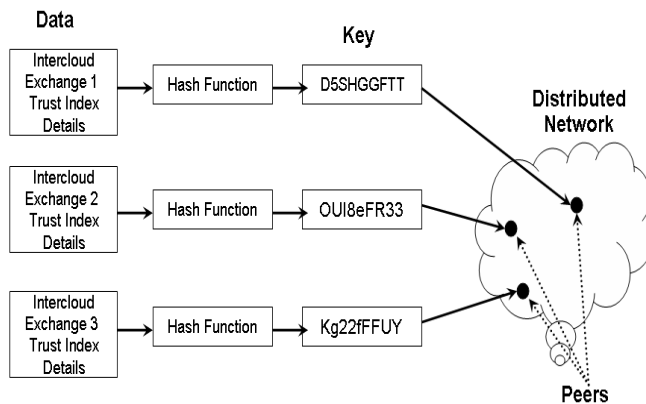 Data
Key
Intercloud
Exchange 1
Trust Index
Details
Hash Function
D5SHGGFTT
Distributed
Network
Intercloud
Exchange 2
Trust Index
Details
Hash Function
OUI8eFR33
Intercloud
Exchange 3
Trust Index
Details
Hash Function
Kg22fFFUY
Peers